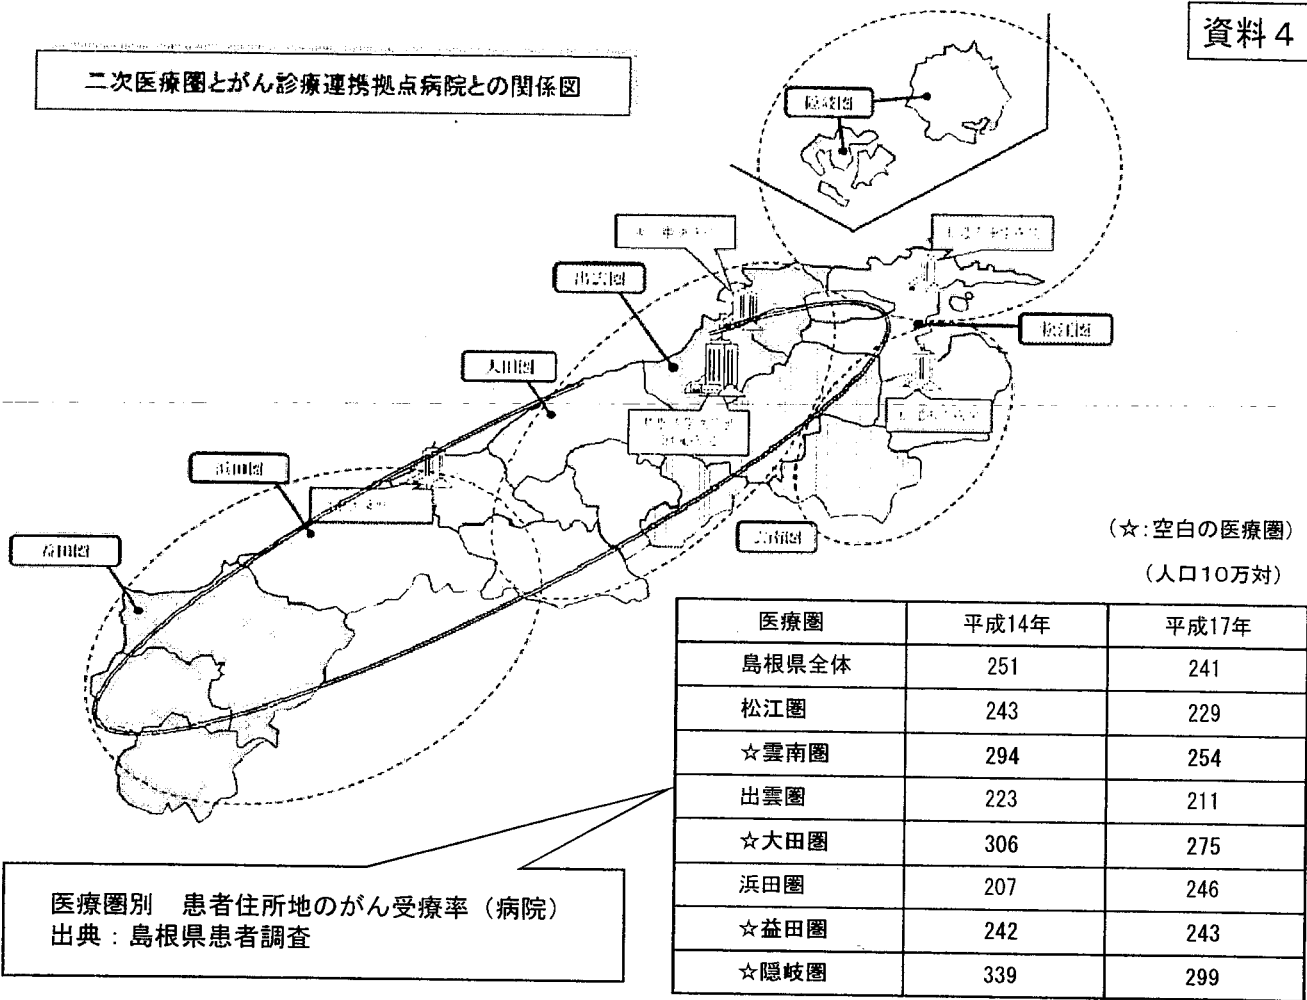 資料４
二次医療圏とがん診療連携拠点病院との関係図
隠岐圏
出雲圏
松江圏
大田圏
浜田圏
益田圏
雲南圏
（☆：空白の医療圏）
（人口１０万対）
医療圏 平成14年 平成17年
島根県全体 251 241
松江圏 243 229
☆雲南圏 294 254
出雲圏 223 211
☆大田圏 306 275
浜田圏 207 246
☆益田圏 242 243
☆隠岐圏 339 299
医療圏別　患者住所地のがん受療率（病院）
出典：島根県患者調査